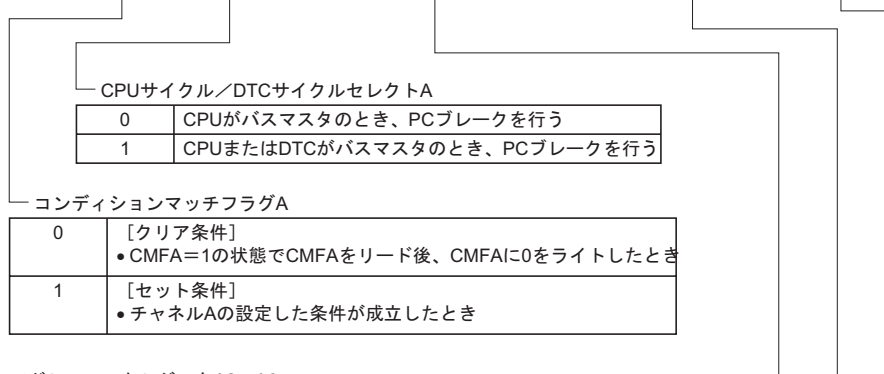 CPUサイクル／DTCサイクルセレクトA
0 CPUがバスマスタのとき、PCブレークを行う
1 CPUまたはDTCがバスマスタのとき、PCブレークを行う
コンディションマッチフラグA
0 ［クリア条件］
●CMFA＝1の状態でCMFAをリード後、CMFAに0をライトしたとき
1 ［セット条件］
●チャネルAの設定した条件が成立したとき